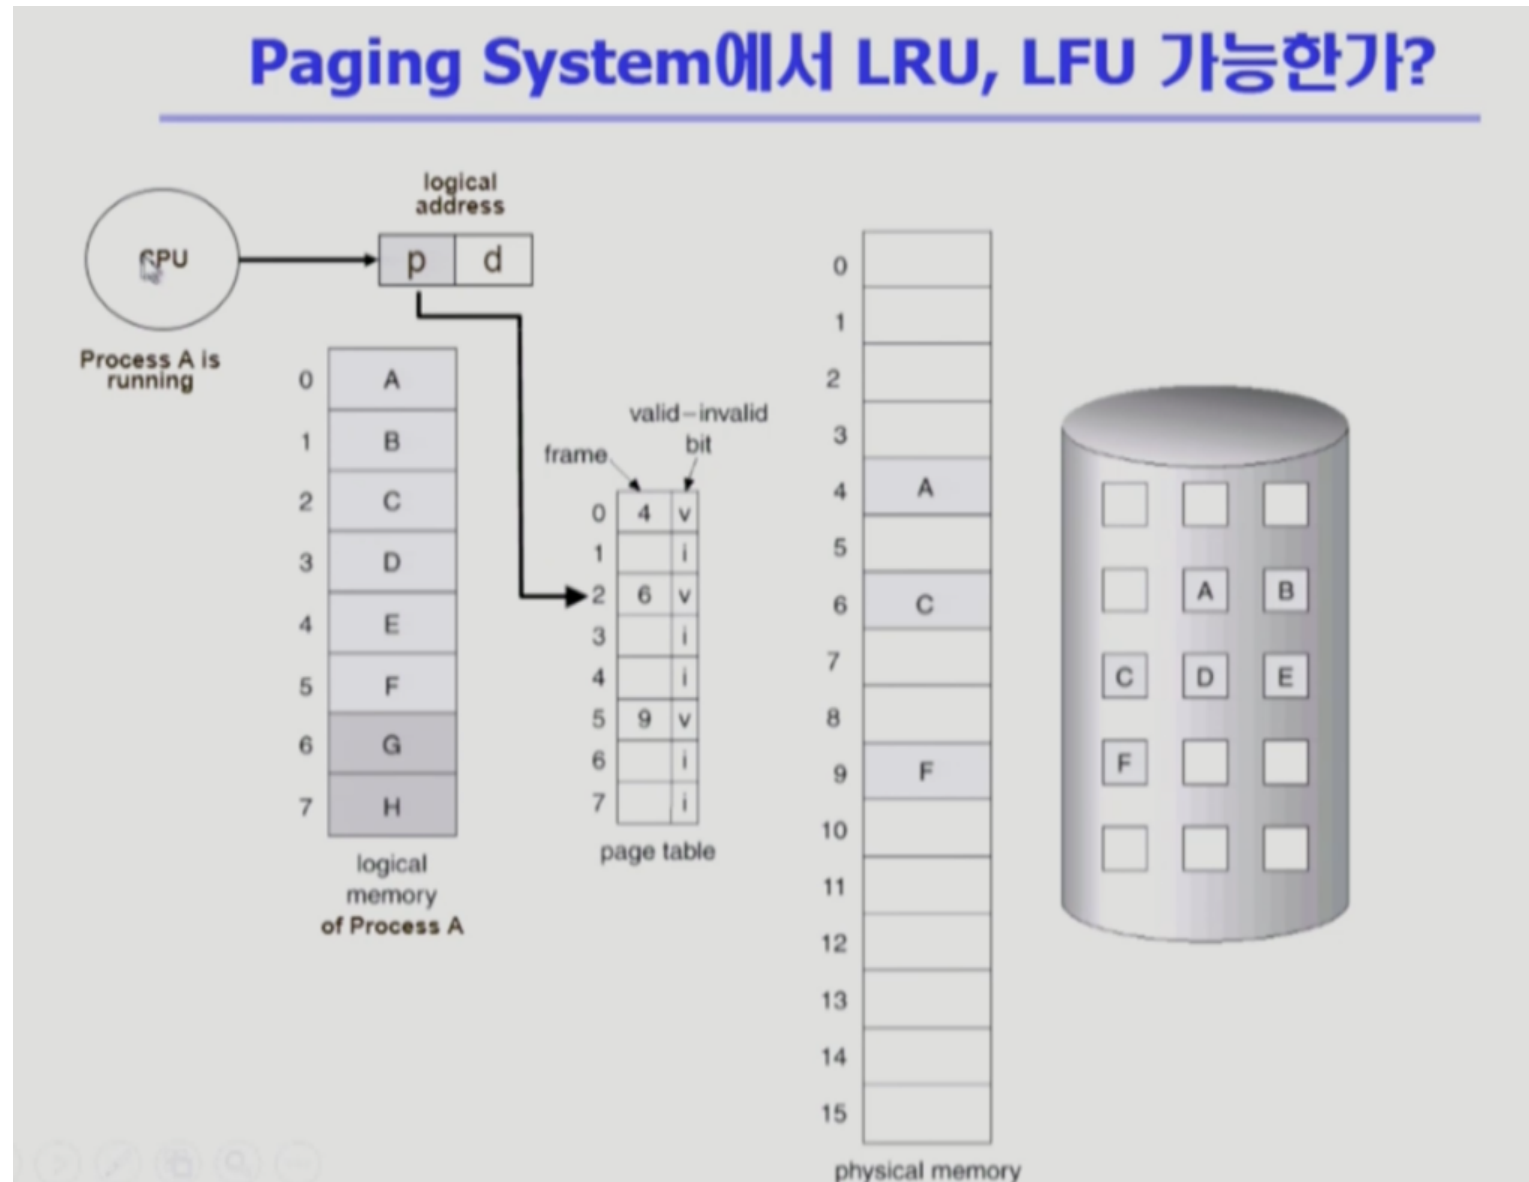 Paging System에서 LRU, LFU 가능한가?
logical
address
CPU
p d
Process A is
running
0 A
1 B
2 C
3 D
4 E
5 F
6 G
7 H
logical
memory
of Process A
valid-invalid
bit
frame
0 4 v
1 i
2 6 v
3 i
4 i
5 9 v
6 i
7 i
page table
0
1
2
3
4 A
5
6 C
7
8
9 F
10
11
12
13
14
15
physical memory
A B
C D E
F